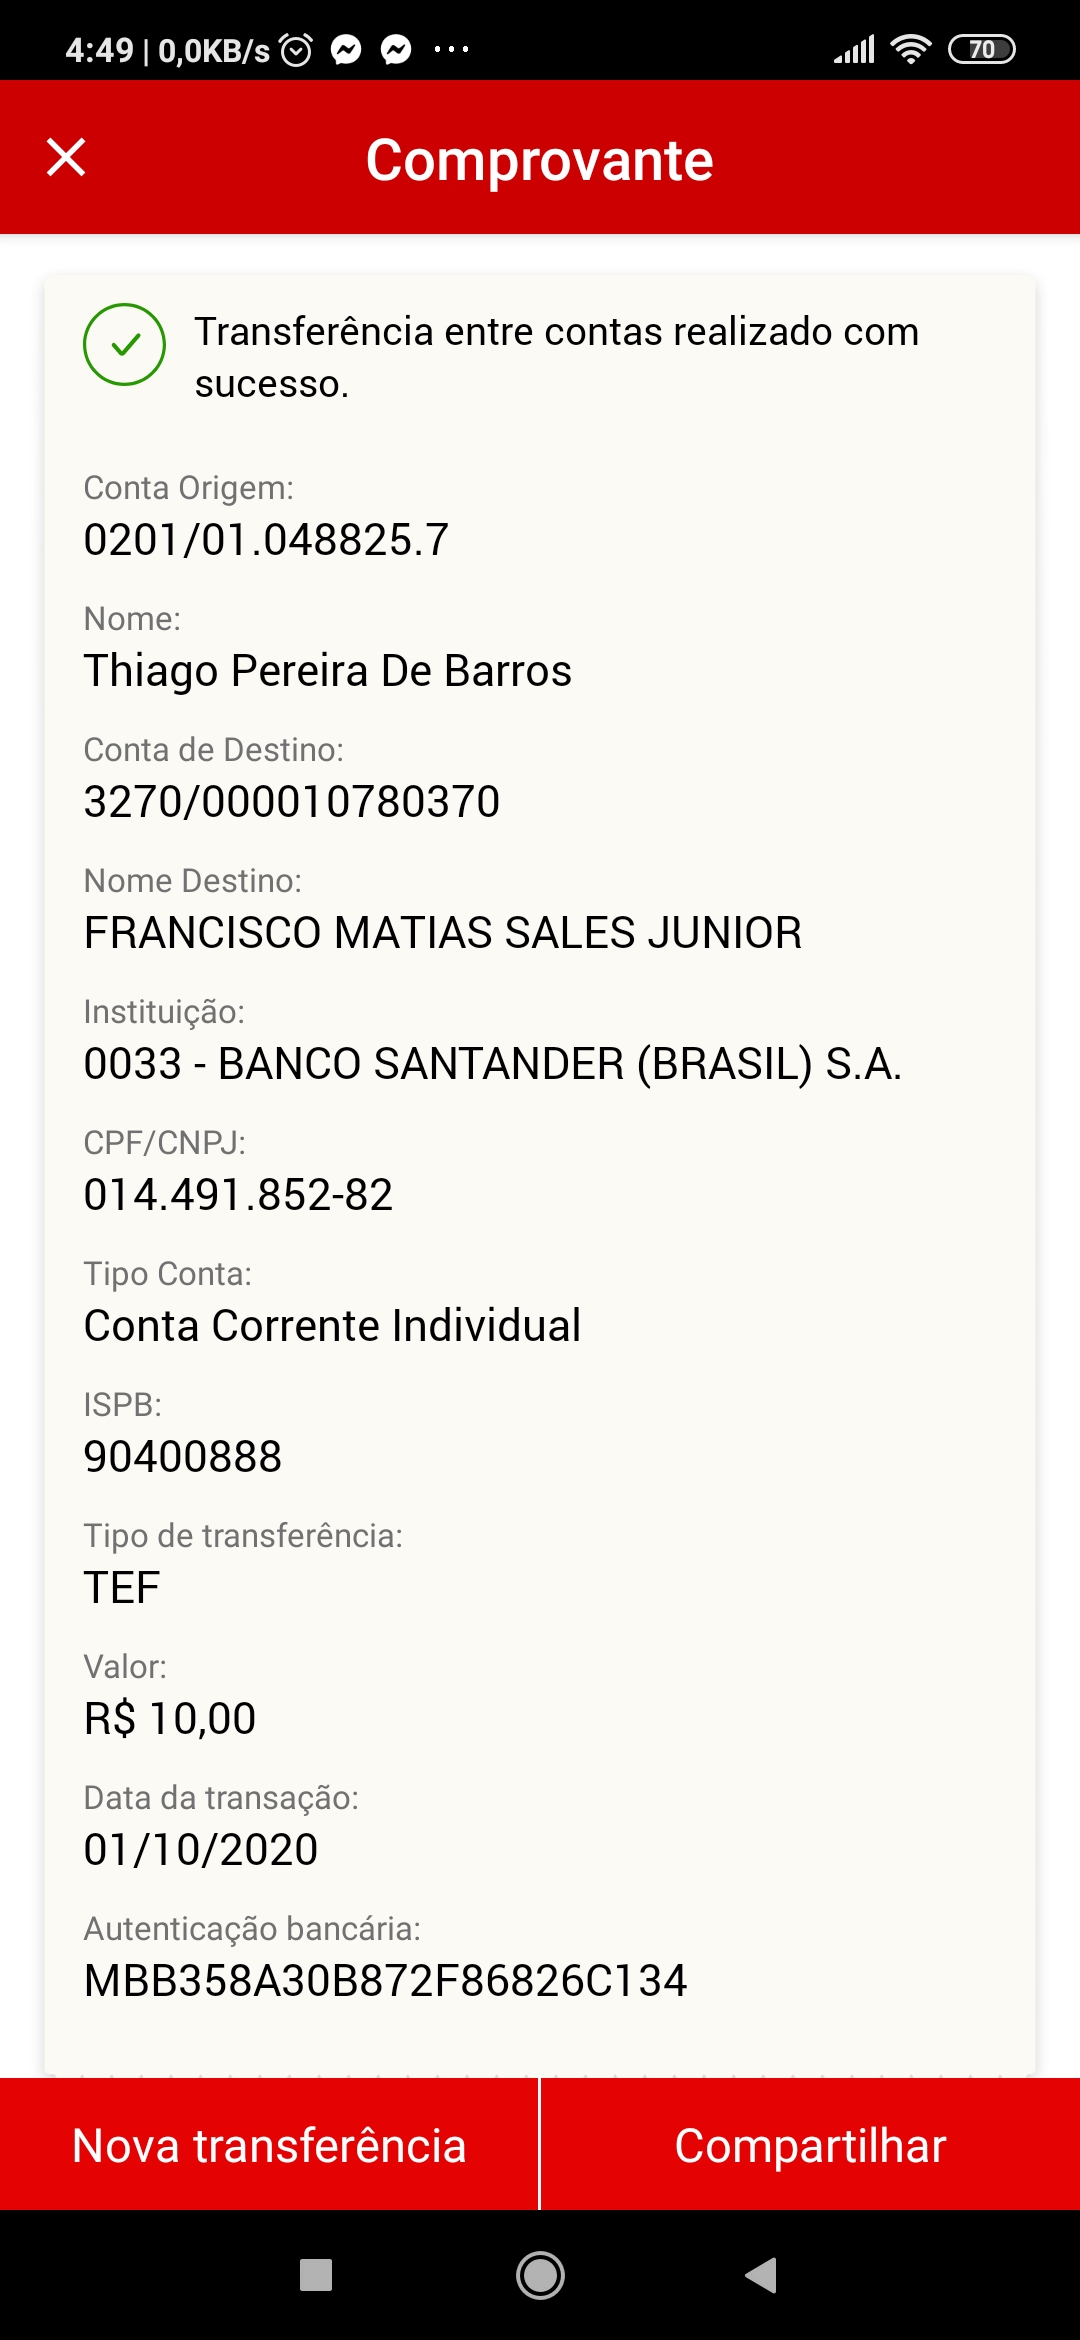 4:49 | 0,0KB/s ... 70
Comprovante
Transferência entre contas realizado com
sucesso.
Conta Origem:
0201/01.048825.7
Nome:
Thiago Pereira De Barros
Conta de Destino:
3270/000010780370
Nome Destino:
FRANCISCO MATIAS SALES JUNIOR
Instituição:
0033 - BANCO SANTANDER (BRASIL) S.A.
CPF/CNPJ:
014.491.852-82
Tipo Conta:
Conta Corrente Individual
ISPB:
90400888
Tipo de transferência:
TEF
Valor:
R$ 10,00
Data da transação:
01/10/2020
Autenticação bancária:
MBB358A30B872F86826C134
Nova transferência
Compartilhar